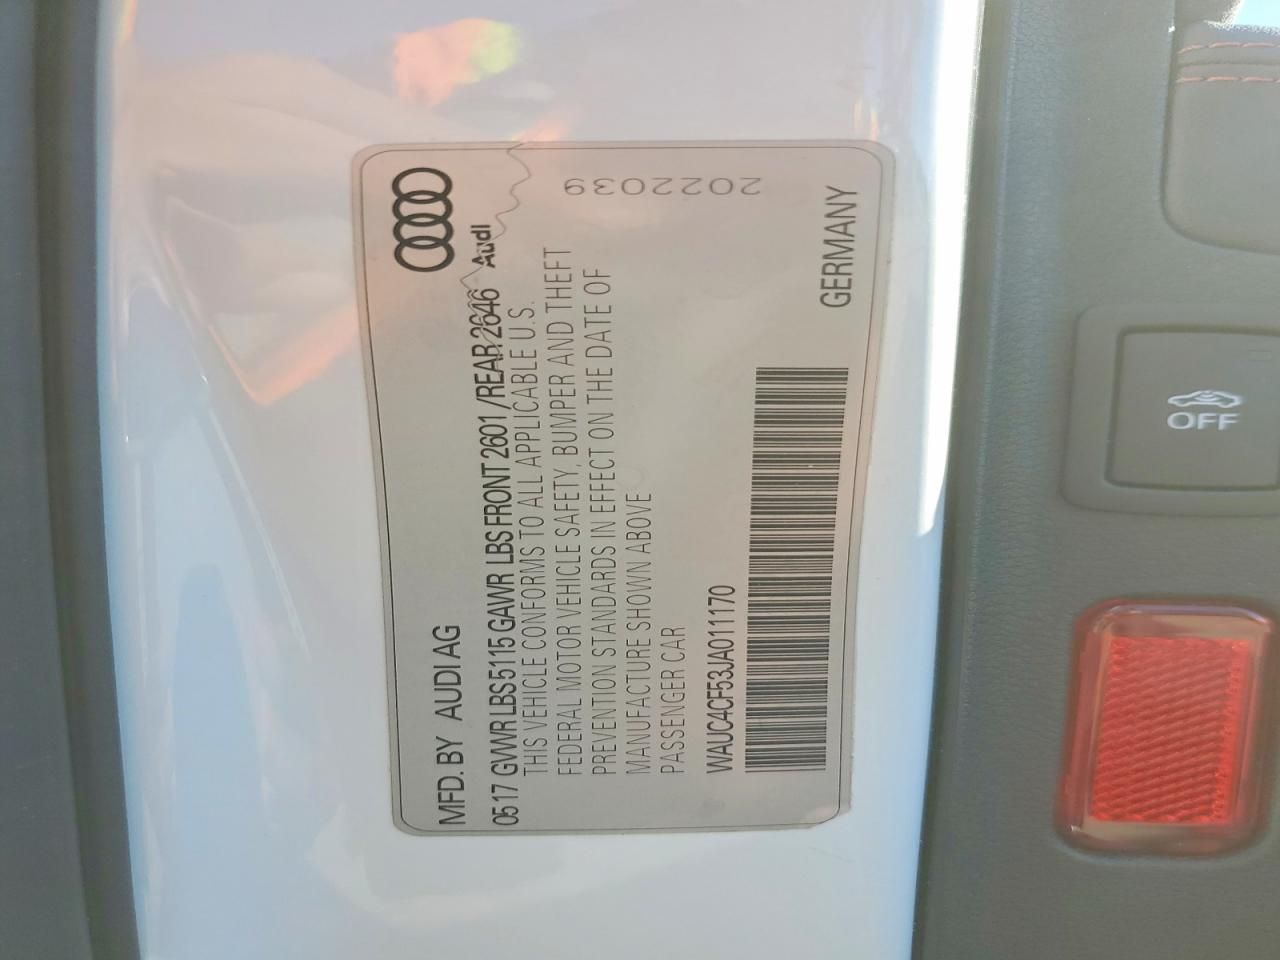 MFD. BY AUDI AG
0517 GVWR LBS 5115 GAWR LBS FRONT 2601 /REAR 2646 Audi
THIS VEHICLE CONFORMS TO ALL APPLICABLE U.S.
FEDERAL MOTOR VEHICLE SAFETY, BUMPER AND THEFT
PREVENTION STANDARDS IN EFFECT ON THE DATE OF
MANUFACTURE SHOWN ABOVE
PASSENGER CAR
WAUC4CF53JA011170
GERMANY
2022039
OFF